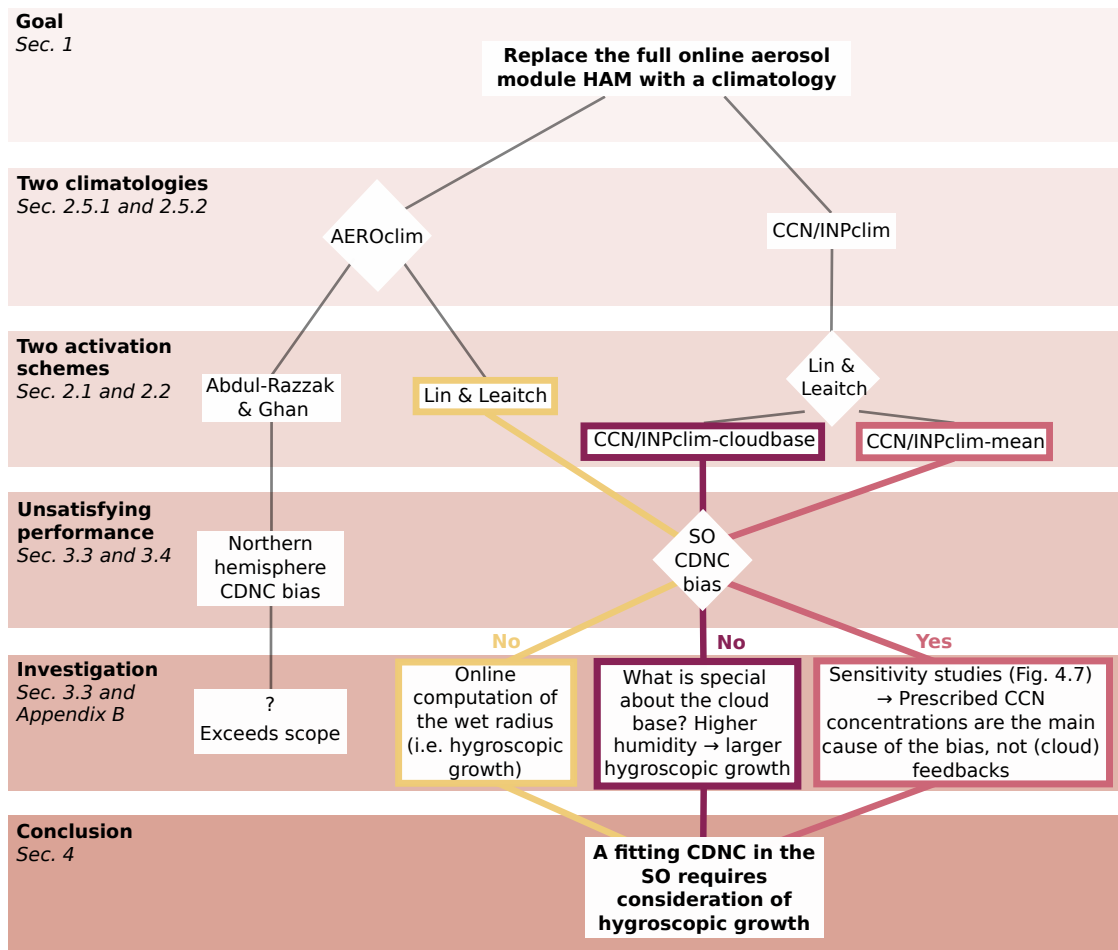 Goal
Sec. 1
Replace the full online aerosol
module HAM with a climatology
Two climatologies
Sec. 2.5.1 and 2.5.2
AEROclim
CCN/INPclim
Two activation
schemes
Sec. 2.1 and 2.2
Abdul-Razzak
& Ghan
Lin & Leaitch
Lin &
Leaitch
CCN/INPclim-cloudbase
CCN/INPclim-mean
Unsatisfying
performance
Sec. 3.3 and 3.4
Northern
hemisphere
CDNC bias
SO
CDNC
bias
No
No
Yes
Investigation
Sec. 3.3 and
Appendix B
?
Exceeds scope
Online
computation of
the wet radius
(i.e. hygroscopic
growth)
What is special
about the cloud
base? Higher
humidity → larger
hygroscopic growth
Sensitivity studies (Fig. 4.7)
→ Prescribed CCN
concentrations are the main
cause of the bias, not (cloud)
feedbacks
Conclusion
Sec. 4
A fitting CDNC in the
SO requires
consideration of
hygroscopic growth